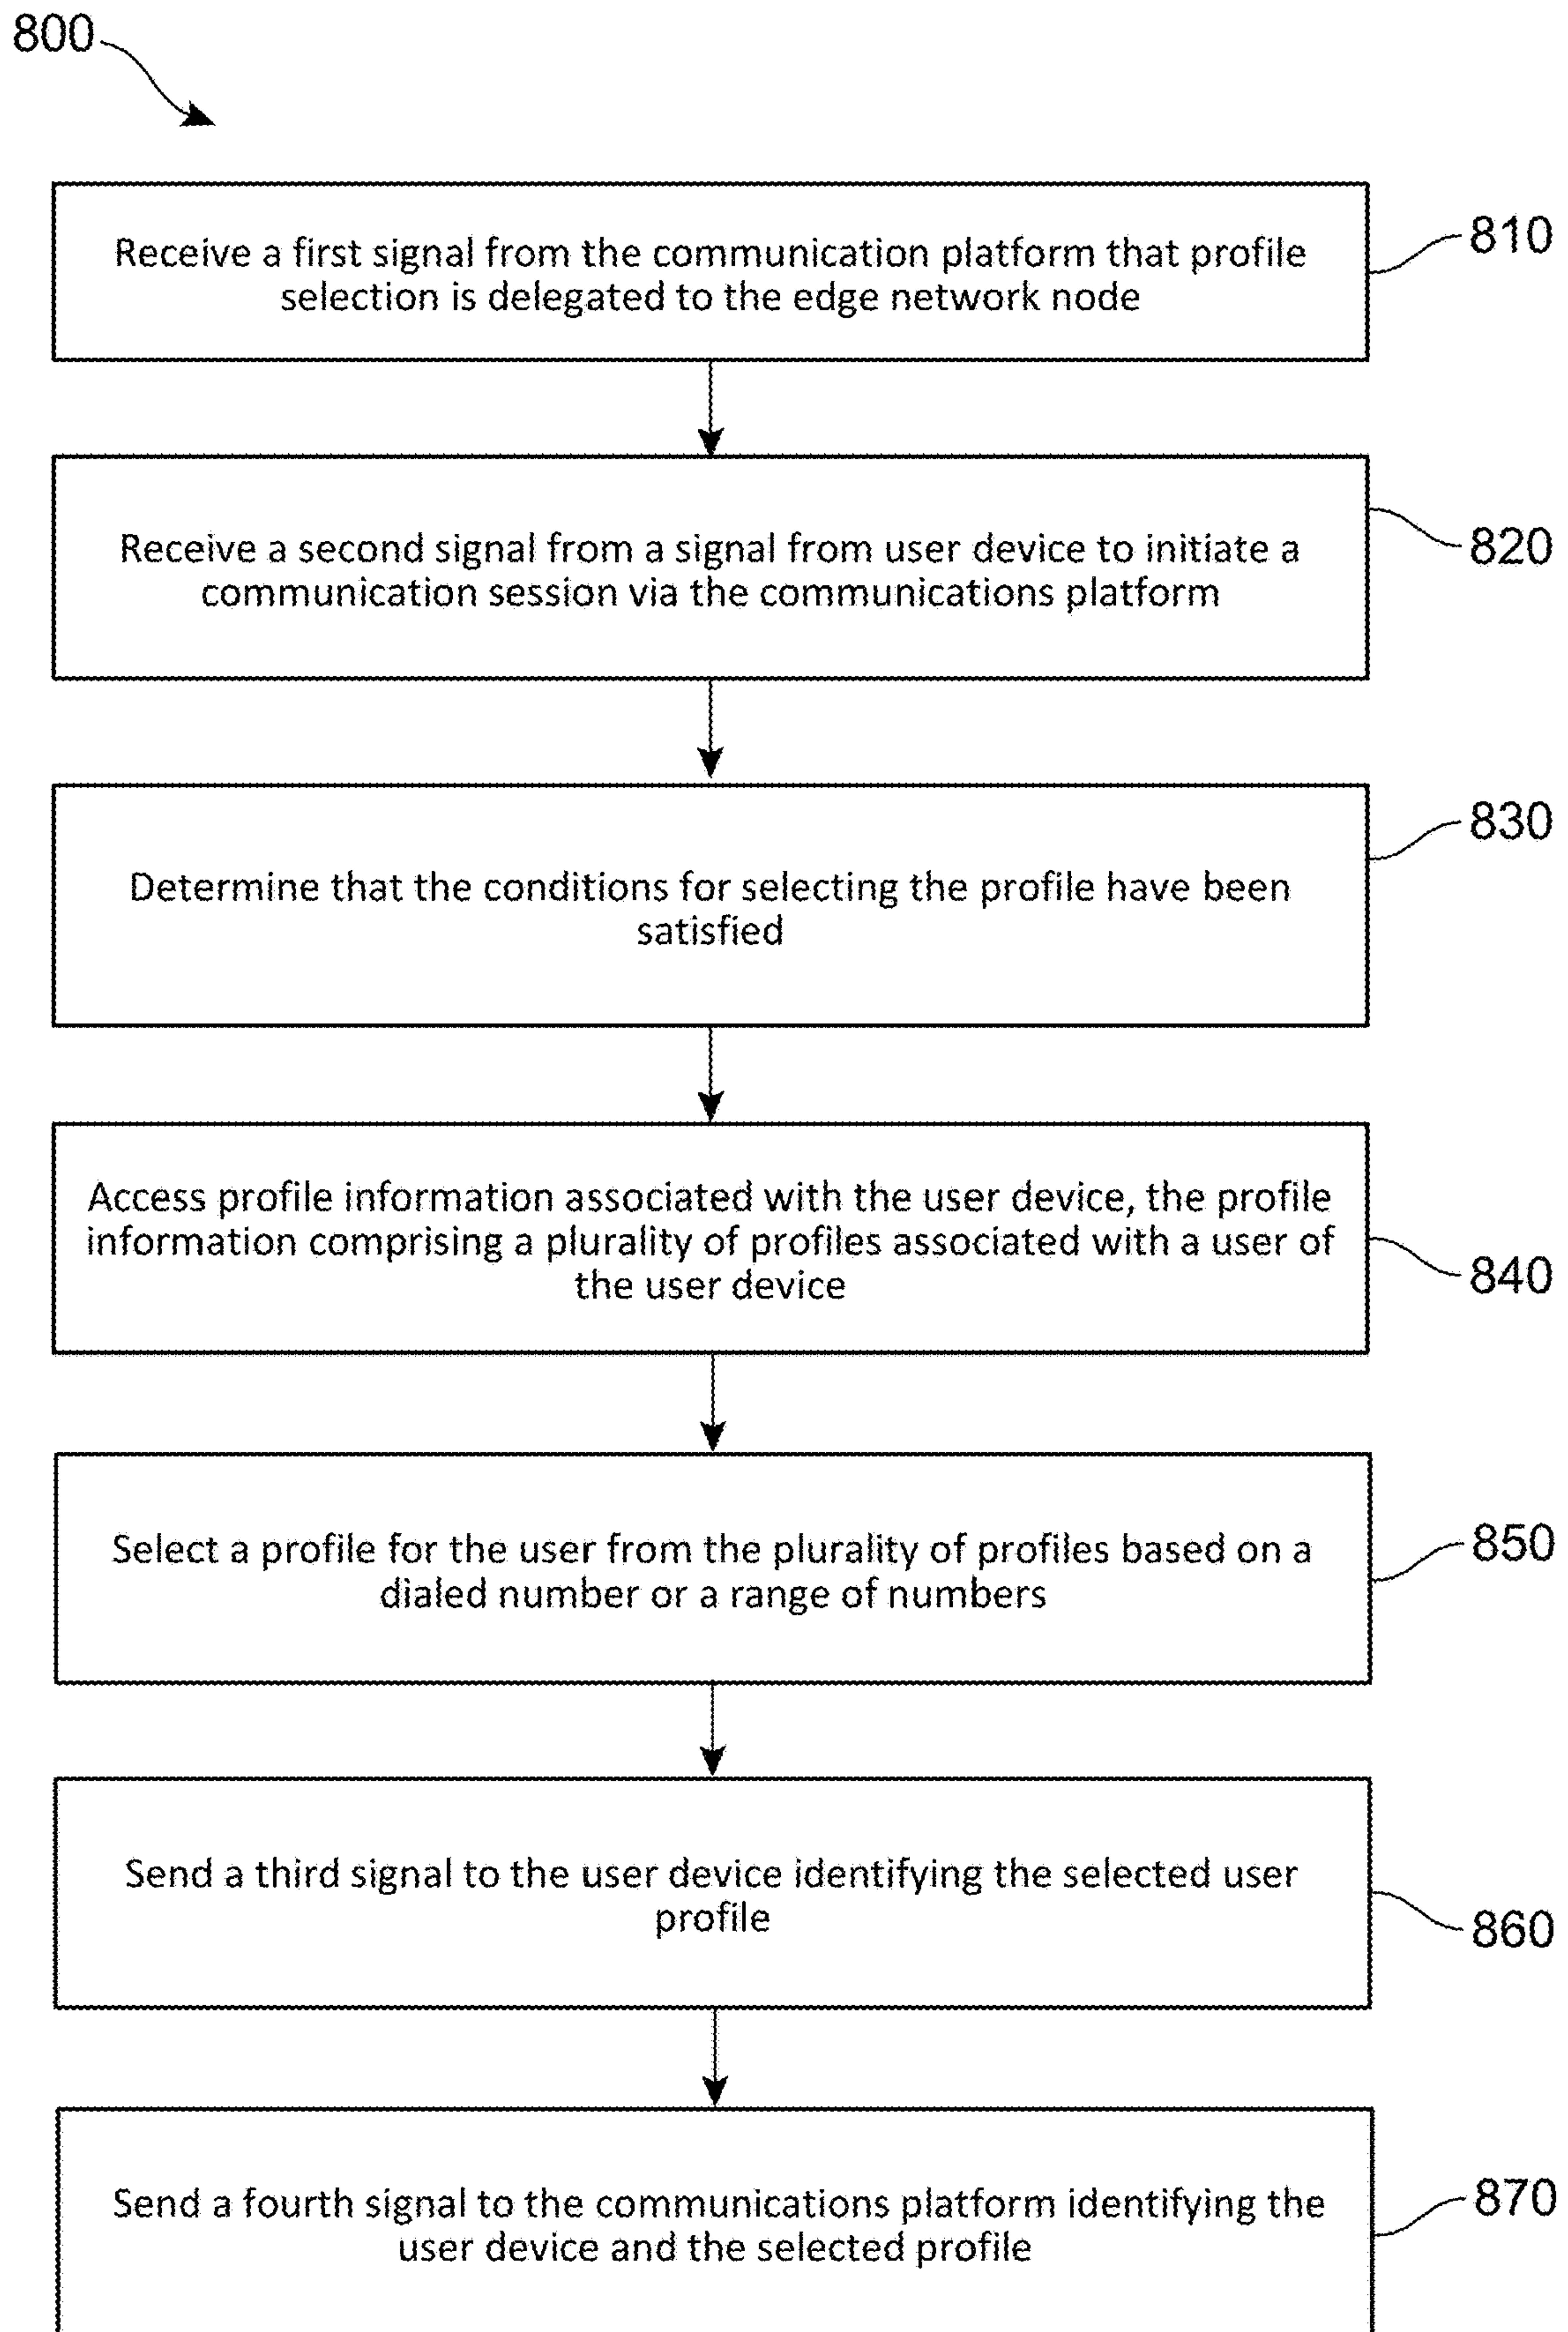 800
Receive a first signal from the communication platform that profile
selection is delegated to the edge network node
810
Receive a second signal from a signal from user device to initiate a
communication session via the communications platform
820
Determine that the conditions for selecting the profile have been
satisfied
830
Access profile information associated with the user device, the profile
information comprising a plurality of profiles associated with a user of
the user device
840
Select a profile for the user from the plurality of profiles based on a
dialed number or a range of numbers
850
Send a third signal to the user device identifying the selected user
profile
860
Send a fourth signal to the communications platform identifying the
user device and the selected profile
870